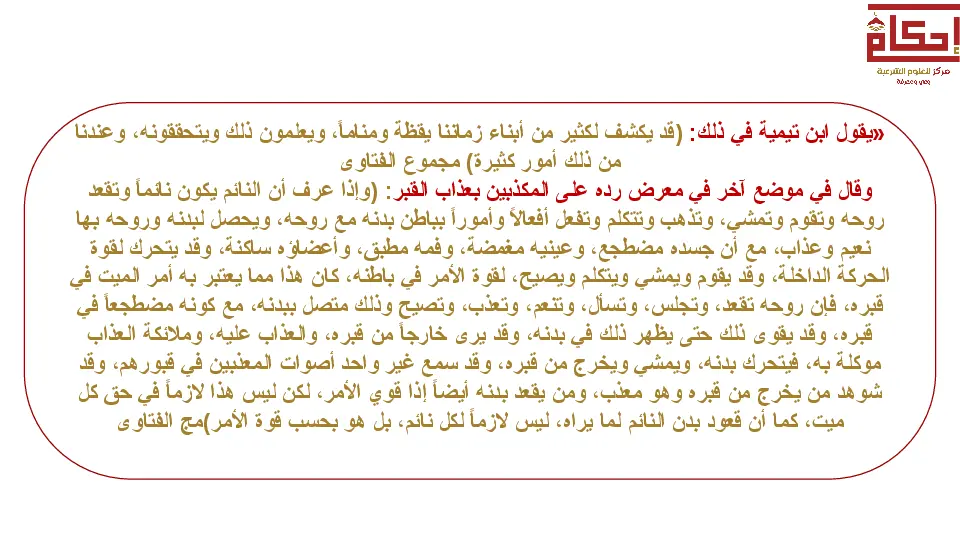 إحكام
مركز للعلوم الشرعية
وعي ومعرفة
«يقول ابن تيمية في ذلك: (قد يكشف لكثير من أبناء زماننا يقظة ومناماً، ويعلمون ذلك ويتحققونه، وعندنا
من ذلك أمور كثيرة) مجموع الفتاوى
وقال في موضع آخر في معرض رده على المكذبين بعذاب القبر: (وإذا عرف أن النائم يكون نائماً وتقعد
روحه وتقوم وتمشي، وتذهب وتتكلم وتفعل أفعالاً وأموراً بباطن بدنه مع روحه، ويحصل لبدنه وروحه بها
نعيم وعذاب، مع أن جسده مضطجع، وعينيه مغمضة، وفمه مطبق، وأعضاؤه ساكنة، وقد يتحرك لقوة
الحركة الداخلة، وقد يقوم ويمشي ويتكلم ويصيح، لقوة الأمر في باطنه، كان هذا مما يعتبر به أمر الميت في
قبره، فإن روحه تقعد، وتجلس، وتسأل، وتنعم، وتعذب، وتصيح وذلك متصل ببدنه، مع كونه مضطجعاً في
قبره، وقد يقوى ذلك حتى يظهر ذلك في بدنه، وقد يرى خارجاً من قبره، والعذاب عليه، وملائكة العذاب
موكلة به، فيتحرك بدنه، ويمشي ويخرج من قبره، وقد سمع غير واحد أصوات المعذبين في قبورهم، وقد
شوهد من يخرج من قبره وهو معذب، ومن يقعد بدنه أيضاً إذا قوي الأمر، لكن ليس هذا لازماً في حق كل
ميت، كما أن قعود بدن النائم لما يراه، ليس لازماً لكل نائم، بل هو بحسب قوة الأمر)مج الفتاوى